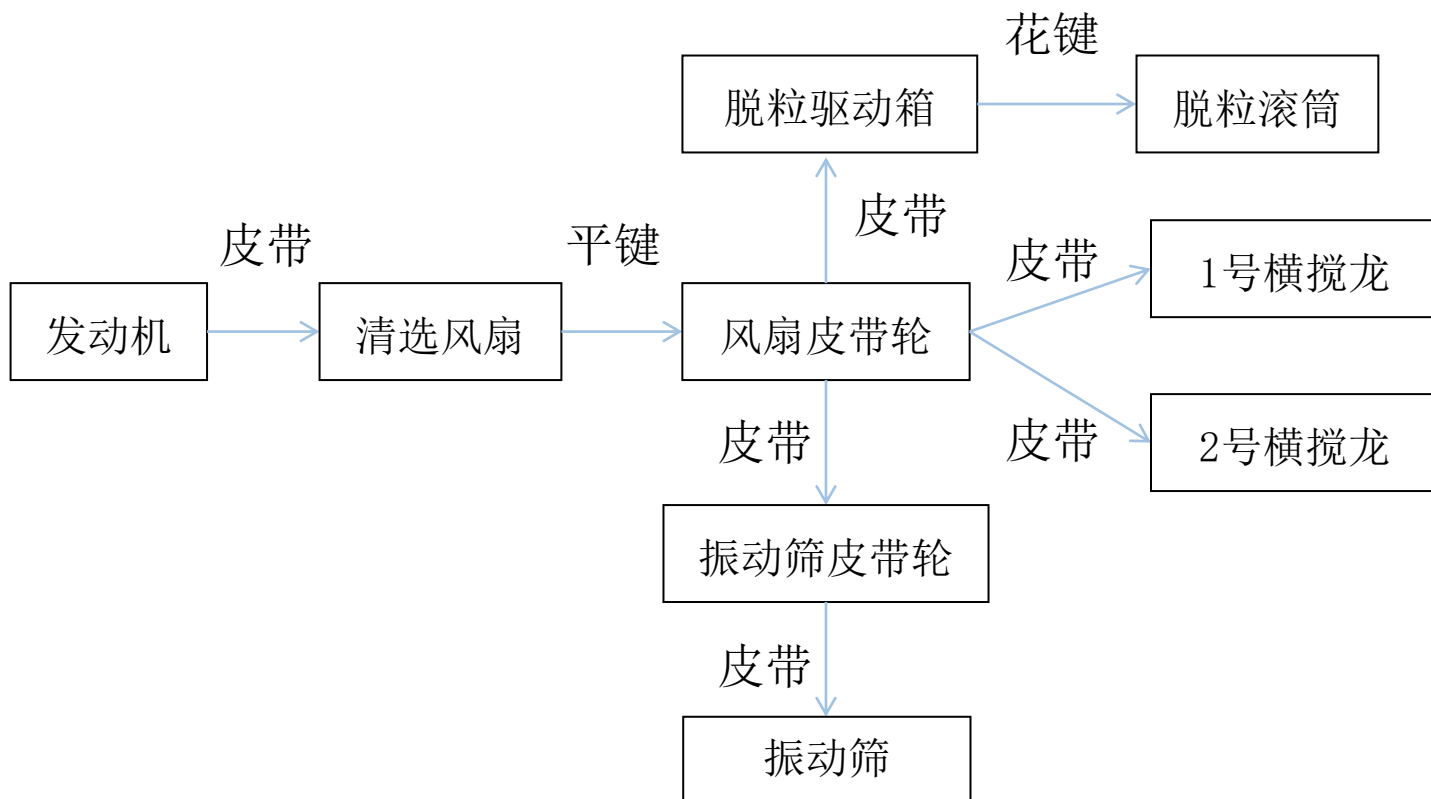 花键
脱粒驱动箱
脱粒滚筒
皮带
平键
皮带
皮带
1号横搅龙
发动机
清选风扇
风扇皮带轮
皮带
皮带
2号横搅龙
振动筛皮带轮
皮带
振动筛